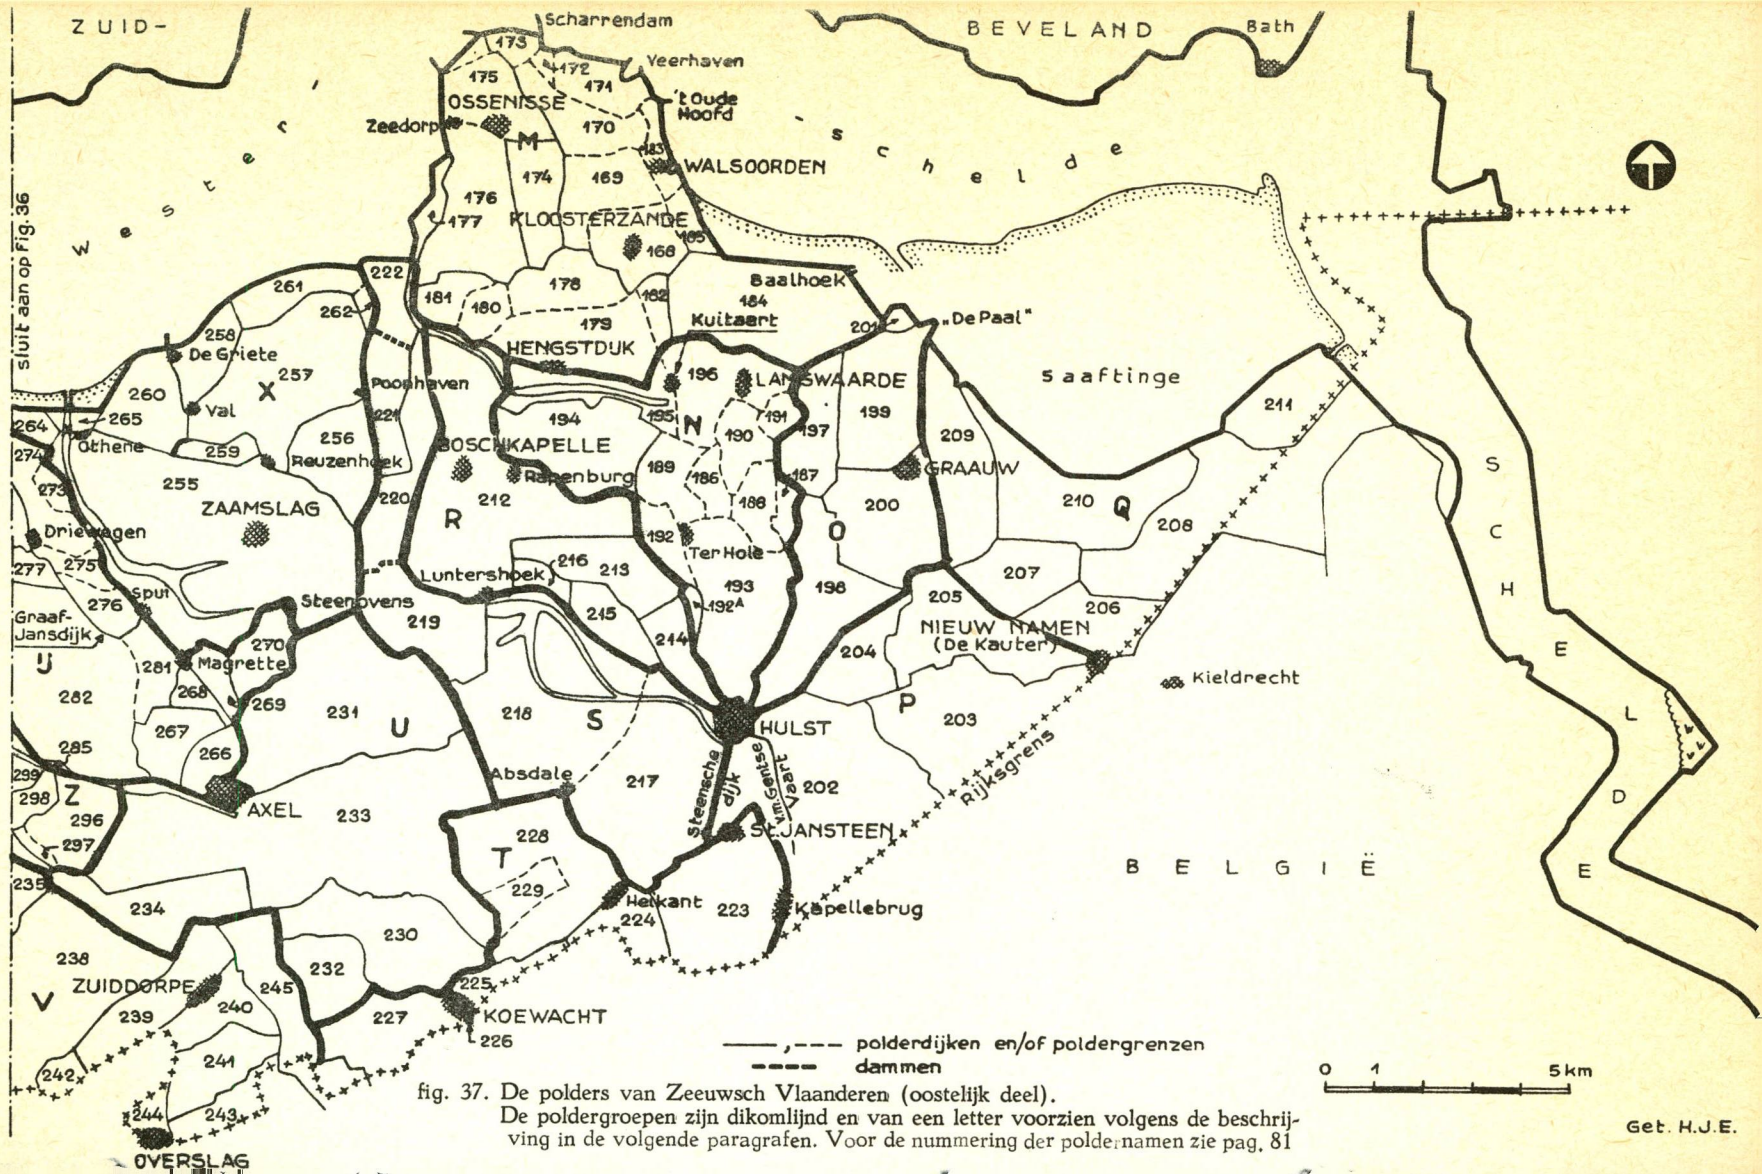 ZUID-
BEVELAND
Bath
Scharrendam
Veerhaven
't Oude
Hoofd
173
172
171
175
OSSENISSE
Zeedorp
M
170
183
WALSOORDEN
174
169
176
177
KLOOSTERZANDE
168
185
Wester
schelde
sluit aan op Fig. 36
222
261
262
181
180
178
182
179
Baalhoek
184
Kuitaert
201
"De Paal"
258
De Griete
HENGSTDIJK
257
X
260
Val
Poonhaven
196
LAMSWAARDE
Saaftinge
211
264
265
Othene
256
259
Reuzenhoek
221
194
195
N
191
190
197
199
209
BOSCHKAPELLE
Rapenburg
189
186
187
188
GRAAUW
274
273
255
ZAAMSLAG
220
212
R
200
210
Q
208
Driewegen
277
275
276
Spui
192
Ter Hole
O
Luntershoek
216
213
193
198
207
192A
206
205
Graaf-
Jansdijk
IJ
Steenovens
219
215
214
270
281
Magrette
NIEUW NAMEN
(De Kauter)
204
Kieldrecht
282
268
269
267
266
231
U
218
S
P
203
HULST
285
299
298
Z
296
297
AXEL
233
Absdale
217
Steensche
dijk
v.m. Gentse
Vaart
202
Rijksgrens
228
T
229
ST. JANSTEEN
BELGIË
SCHELDE
235
234
Heikant
224
223
Kapellebrug
238
230
V
ZUIDDORPE
232
245
240
239
225
227
KOEWACHT
226
241
242
243
244
OVERSLAG
polderdijken en/of poldergrenzen
dammen
0 1 5 km
fig. 37. De polders van Zeeuwsch Vlaanderen (oostelijk deel).
De poldergroepen zijn dikomlijnd en van een letter voorzien volgens de beschrij-
ving in de volgende paragrafen. Voor de nummering der poldernamen zie pag. 81
Get. H.J.E.